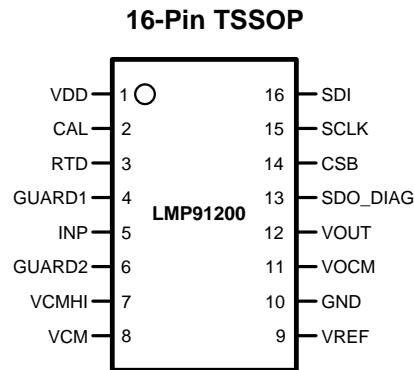 16-Pin TSSOP
VDD 1 16 SDI
CAL 2 15 SCLK
RTD 3 14 CSB
GUARD1 4 13 SDO_DIAG
LMP91200
INP 5 12 VOUT
GUARD2 6 11 VOCM
VCMHI 7 10 GND
VCM 8 9 VREF